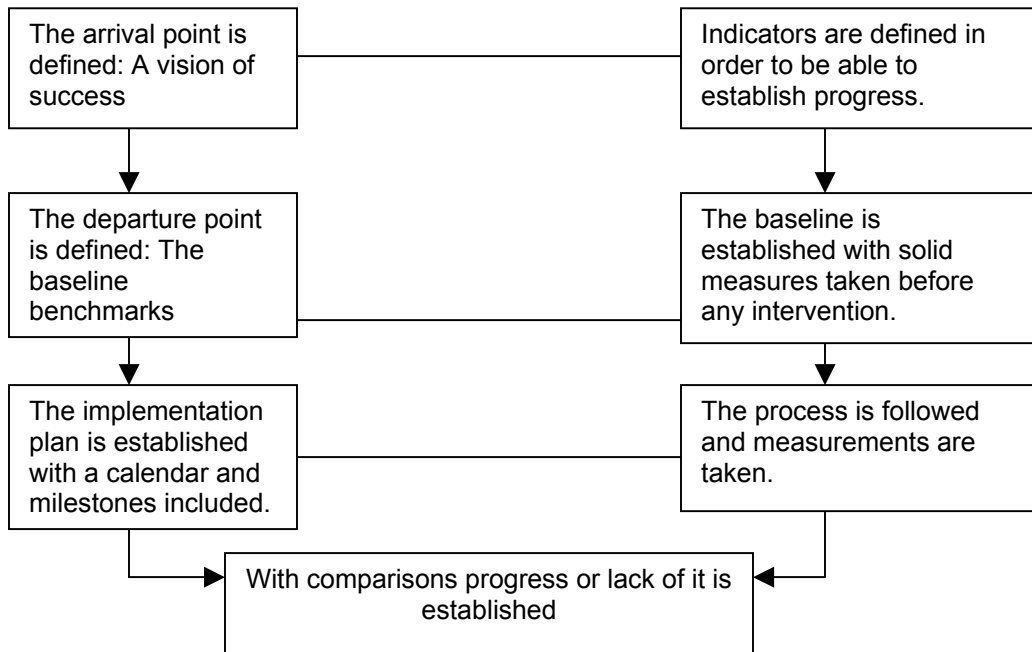 The arrival point is
defined: A vision of
success
Indicators are defined in
order to be able to
establish progress.
The departure point
is defined: The
baseline
benchmarks
The baseline is
established with solid
measures taken before
any intervention.
The implementation
plan is established
with a calendar and
milestones included.
The process is followed
and measurements are
taken.
With comparisons progress or lack of it is
established